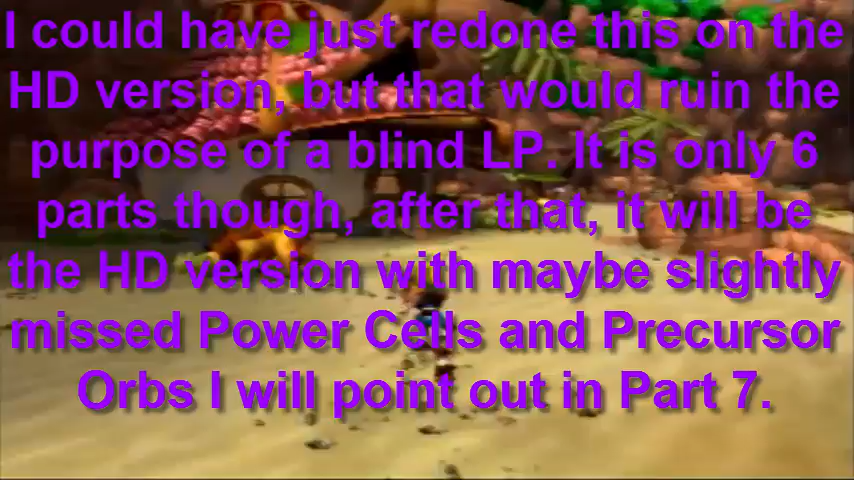 I could have just redone this on the
HD version, but that would ruin the
purpose of a blind LP. It is only 6
parts though, after that, it will be
the HD version with maybe slightly
missed Power Cells and Precursor
Orbs I will point out in Part 7.